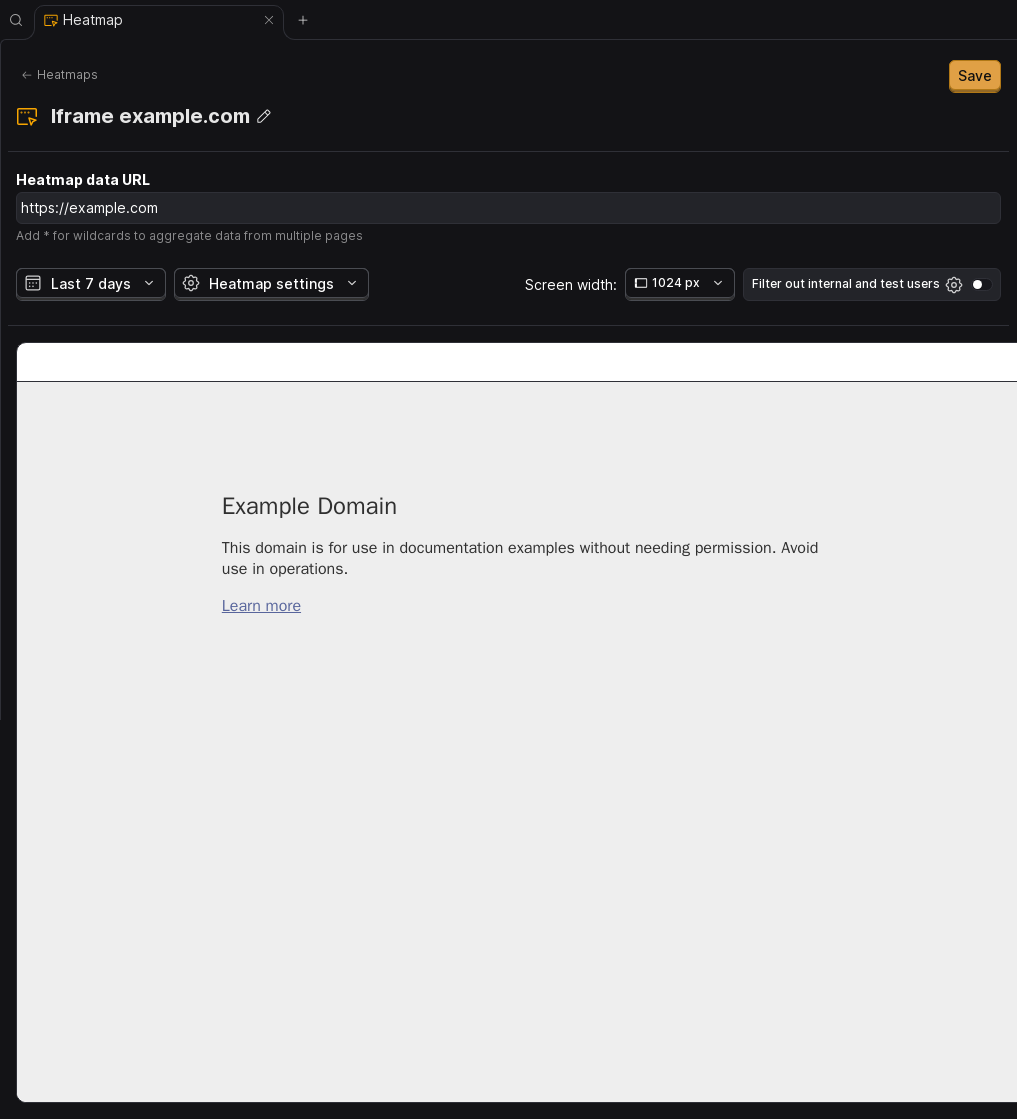 Heatmap
Heatmaps
Save
Iframe example.com
Heatmap data URL
https://example.com
Add * for wildcards to aggregate data from multiple pages
Last 7 days
Heatmap settings
Screen width:
1024 px
Filter out internal and test users
Example Domain
This domain is for use in documentation examples without needing permission. Avoid
use in operations.
Learn more